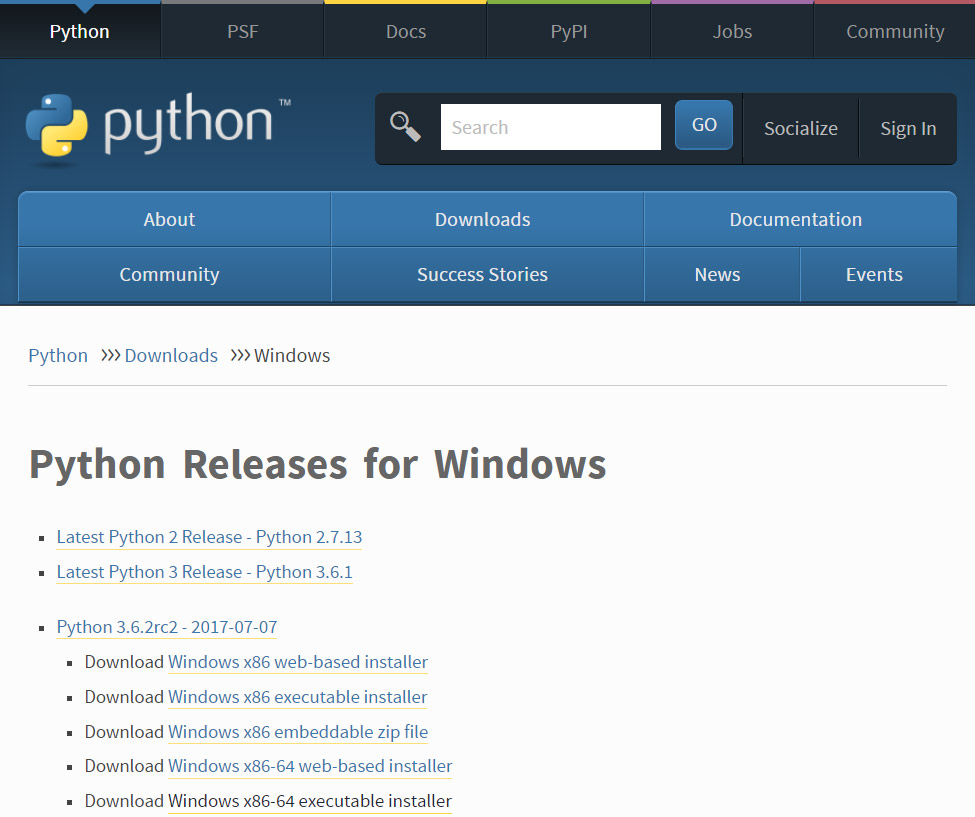 Python PSF Docs PyPI Jobs Community
python™ Search GO Socialize Sign In
About Downloads Documentation
Community Success Stories News Events
Python >>> Downloads >>> Windows
Python Releases for Windows
Latest Python 2 Release - Python 2.7.13
Latest Python 3 Release - Python 3.6.1
Python 3.6.2rc2 - 2017-07-07
Download Windows x86 web-based installer
Download Windows x86 executable installer
Download Windows x86 embeddable zip file
Download Windows x86-64 web-based installer
Download Windows x86-64 executable installer